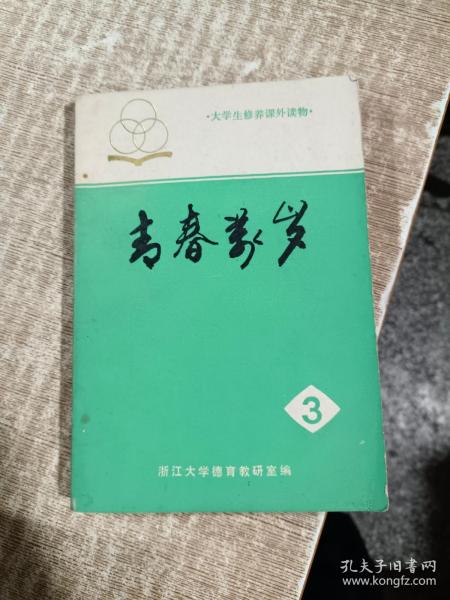 ·大学生修养课外读物·
青春万岁
3
浙江大学德育教研室编
孔夫子旧书网
www.kongfz.com